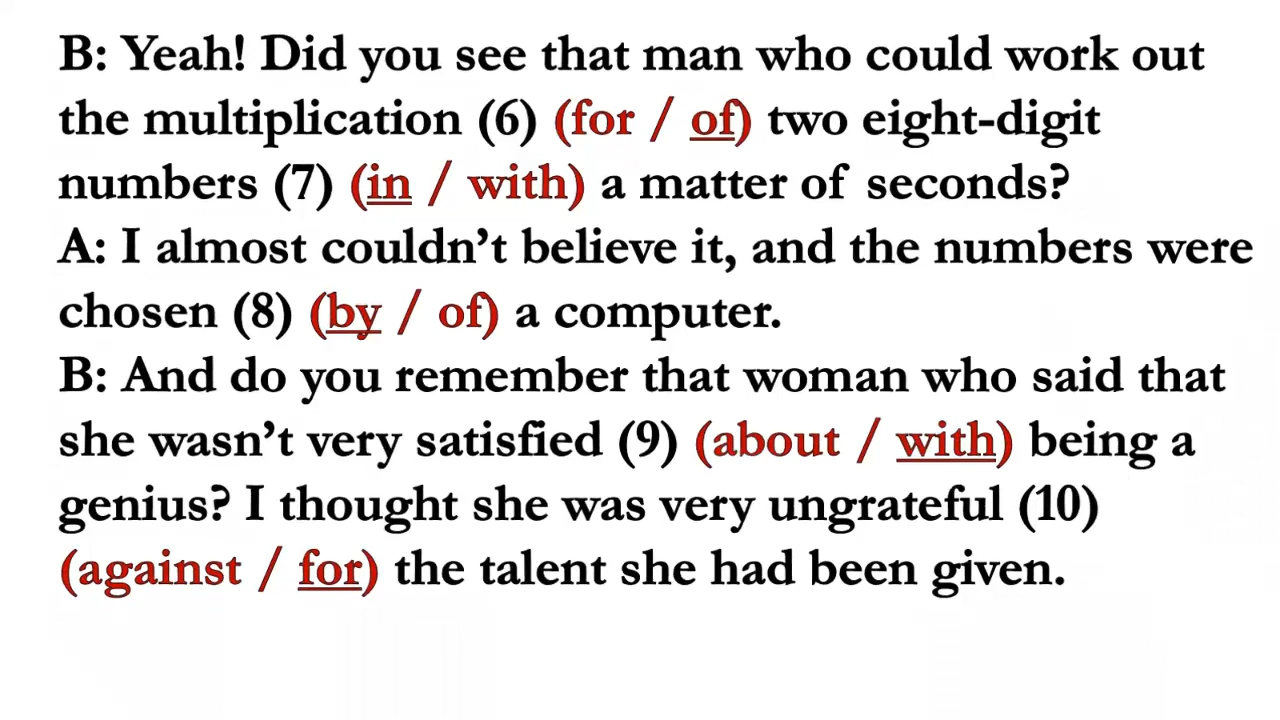 B: Yeah! Did you see that man who could work out
the multiplication (6) (for / of) two eight-digit
numbers (7) (in / with) a matter of seconds?
A: I almost couldn’t believe it, and the numbers were
chosen (8) (by / of) a computer.
B: And do you remember that woman who said that
she wasn’t very satisfied (9) (about / with) being a
genius? I thought she was very ungrateful (10)
(against / for) the talent she had been given.